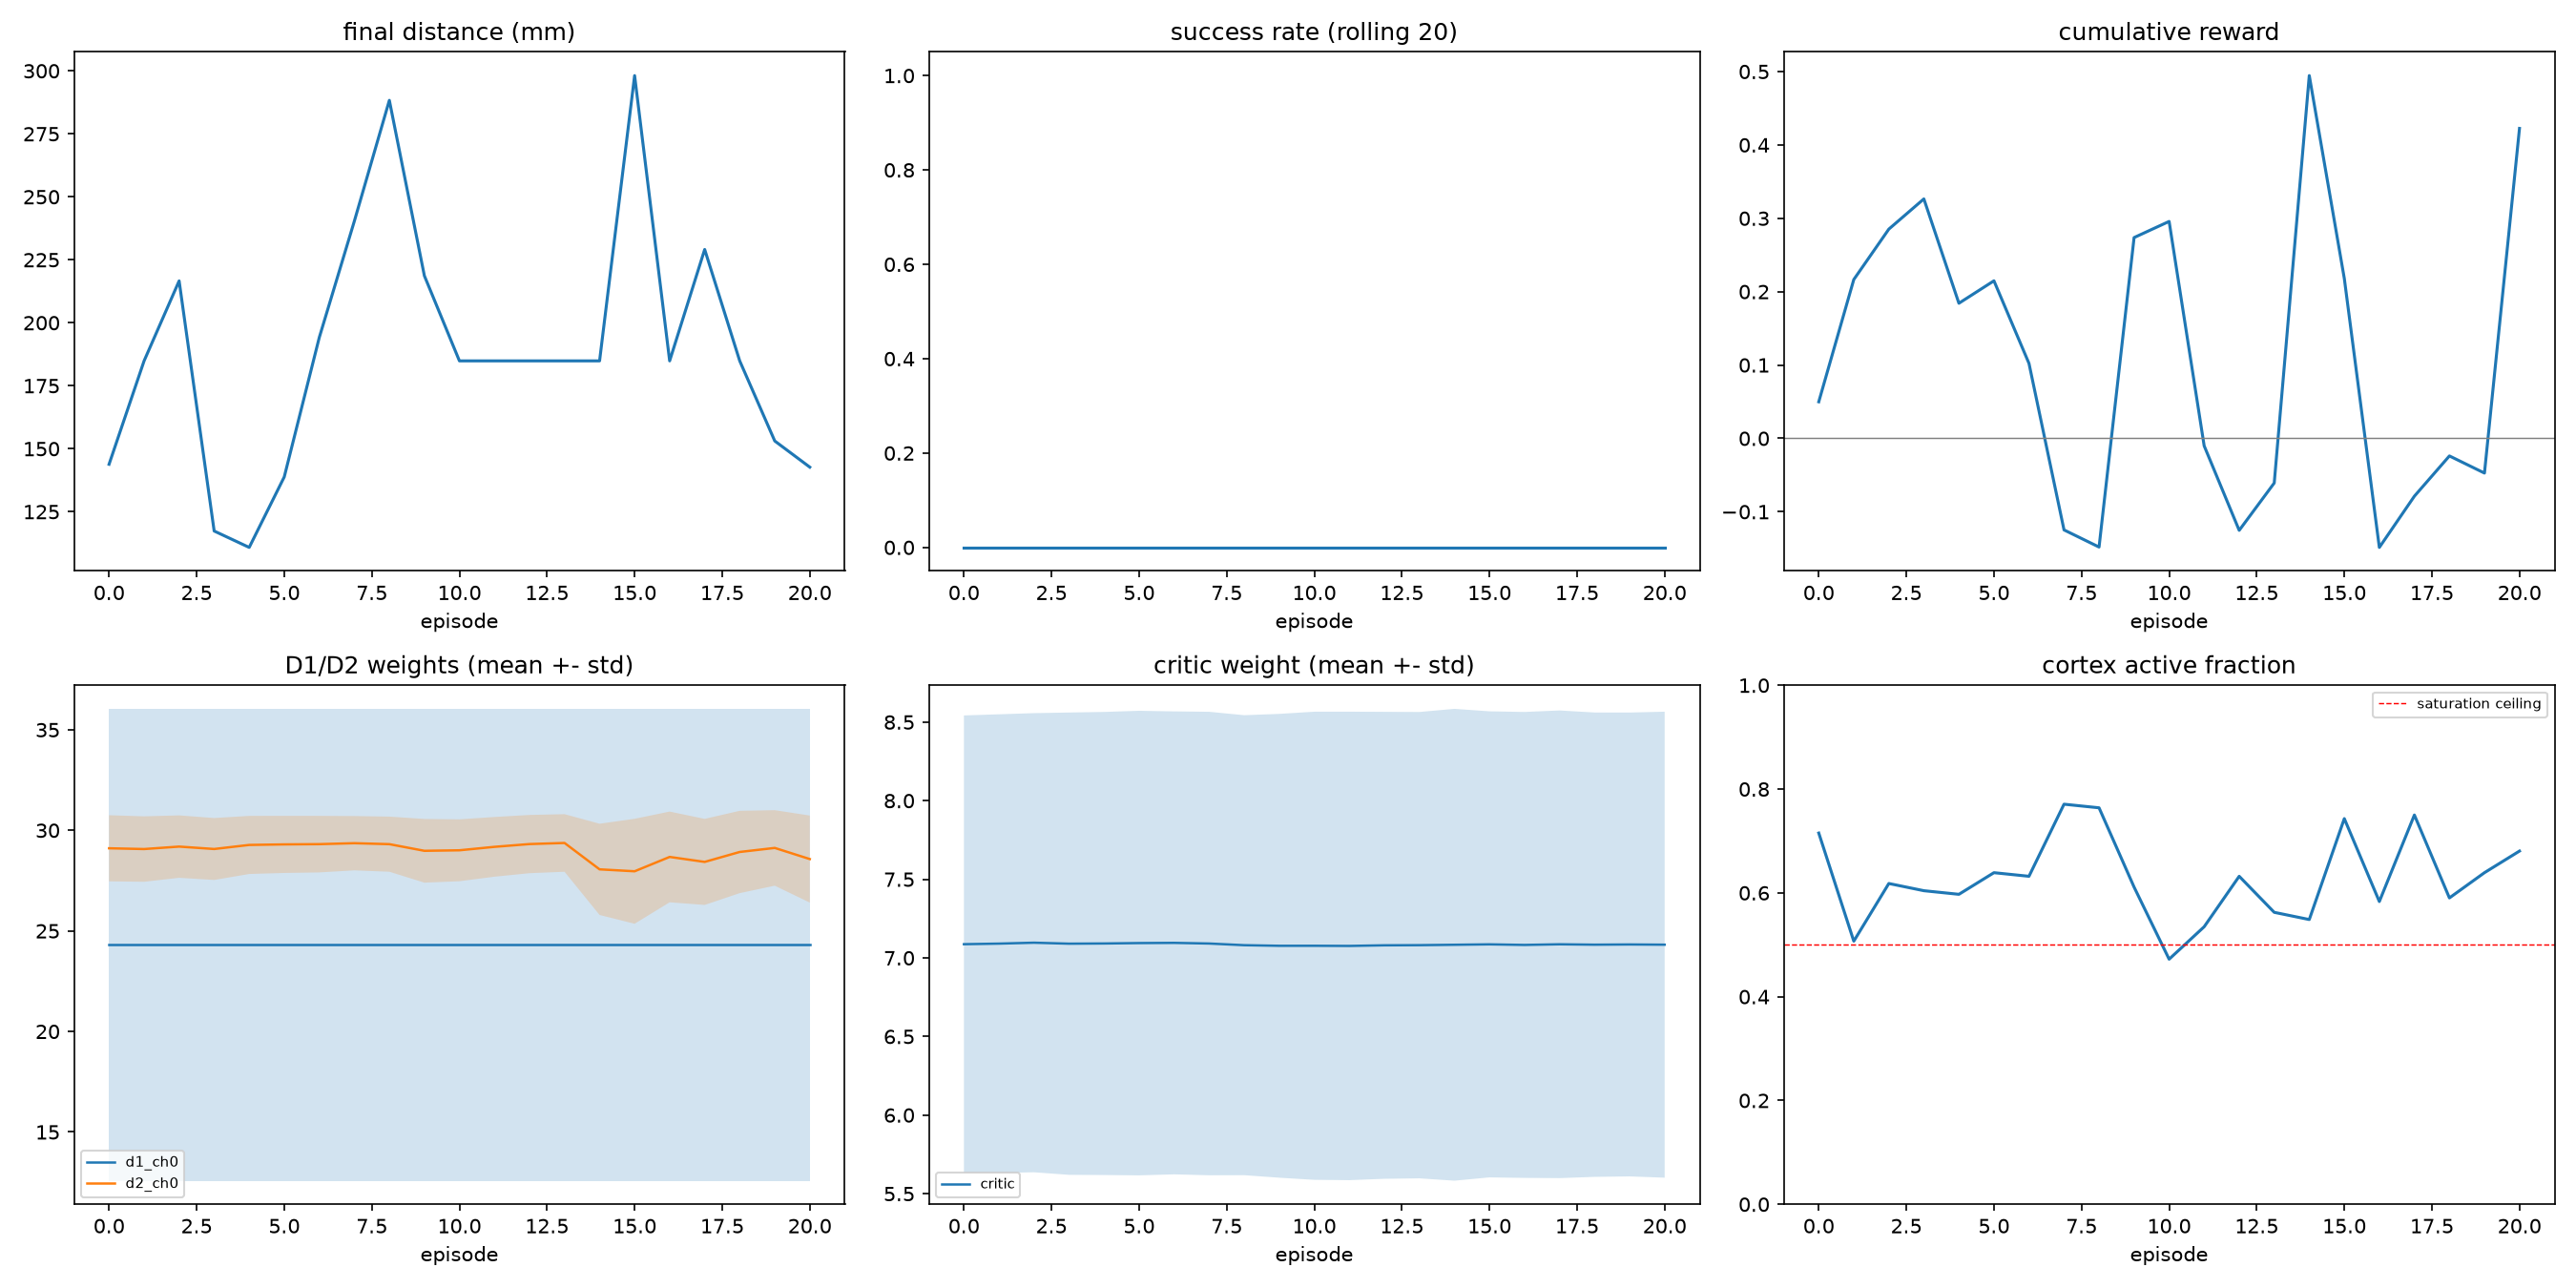 final distance (mm)
300
275
250
225
200
175
150
125
0.0 2.5 5.0 7.5 10.0 12.5 15.0 17.5 20.0
episode
success rate (rolling 20)
1.0
0.8
0.6
0.4
0.2
0.0
0.0 2.5 5.0 7.5 10.0 12.5 15.0 17.5 20.0
episode
cumulative reward
0.5
0.4
0.3
0.2
0.1
0.0
−0.1
0.0 2.5 5.0 7.5 10.0 12.5 15.0 17.5 20.0
episode
D1/D2 weights (mean +- std)
35
30
25
20
15
d1_ch0
d2_ch0
0.0 2.5 5.0 7.5 10.0 12.5 15.0 17.5 20.0
episode
critic weight (mean +- std)
8.5
8.0
7.5
7.0
6.5
6.0
5.5
critic
0.0 2.5 5.0 7.5 10.0 12.5 15.0 17.5 20.0
episode
cortex active fraction
1.0
saturation ceiling
0.8
0.6
0.4
0.2
0.0
0.0 2.5 5.0 7.5 10.0 12.5 15.0 17.5 20.0
episode